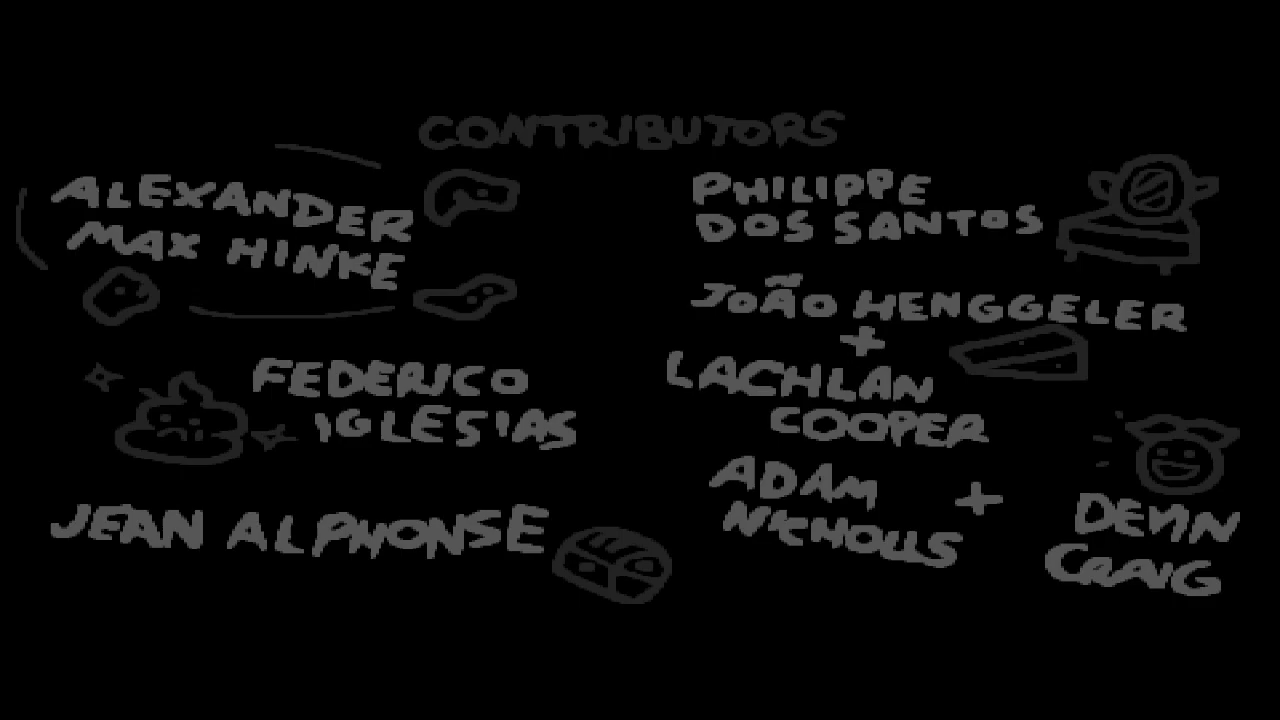 CONTRIBUTORS
ALEXANDER
MAX HINKE
FEDERICO
IGLESIAS
JEAN ALPHONSE
PHILIPPE
DOS SANTOS
JOÃO HENGGELER
+
LACHLAN
COOPER
ADAM
NICHOLLS
+
DEVIN
CRAIG